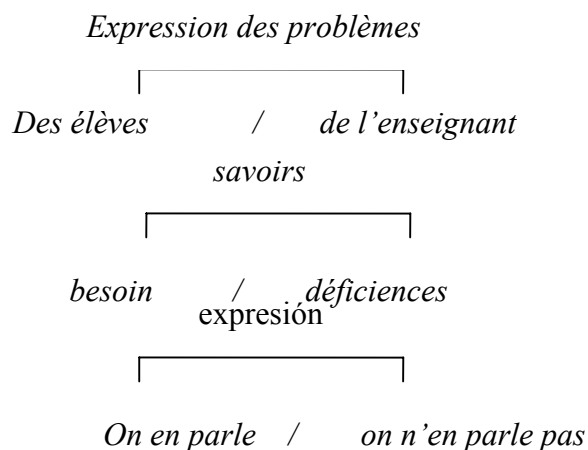 Expression des problèmes
Des élèves / de l’enseignant
savoirs
besoin / déficiences
expresión
On en parle / on n’en parle pas